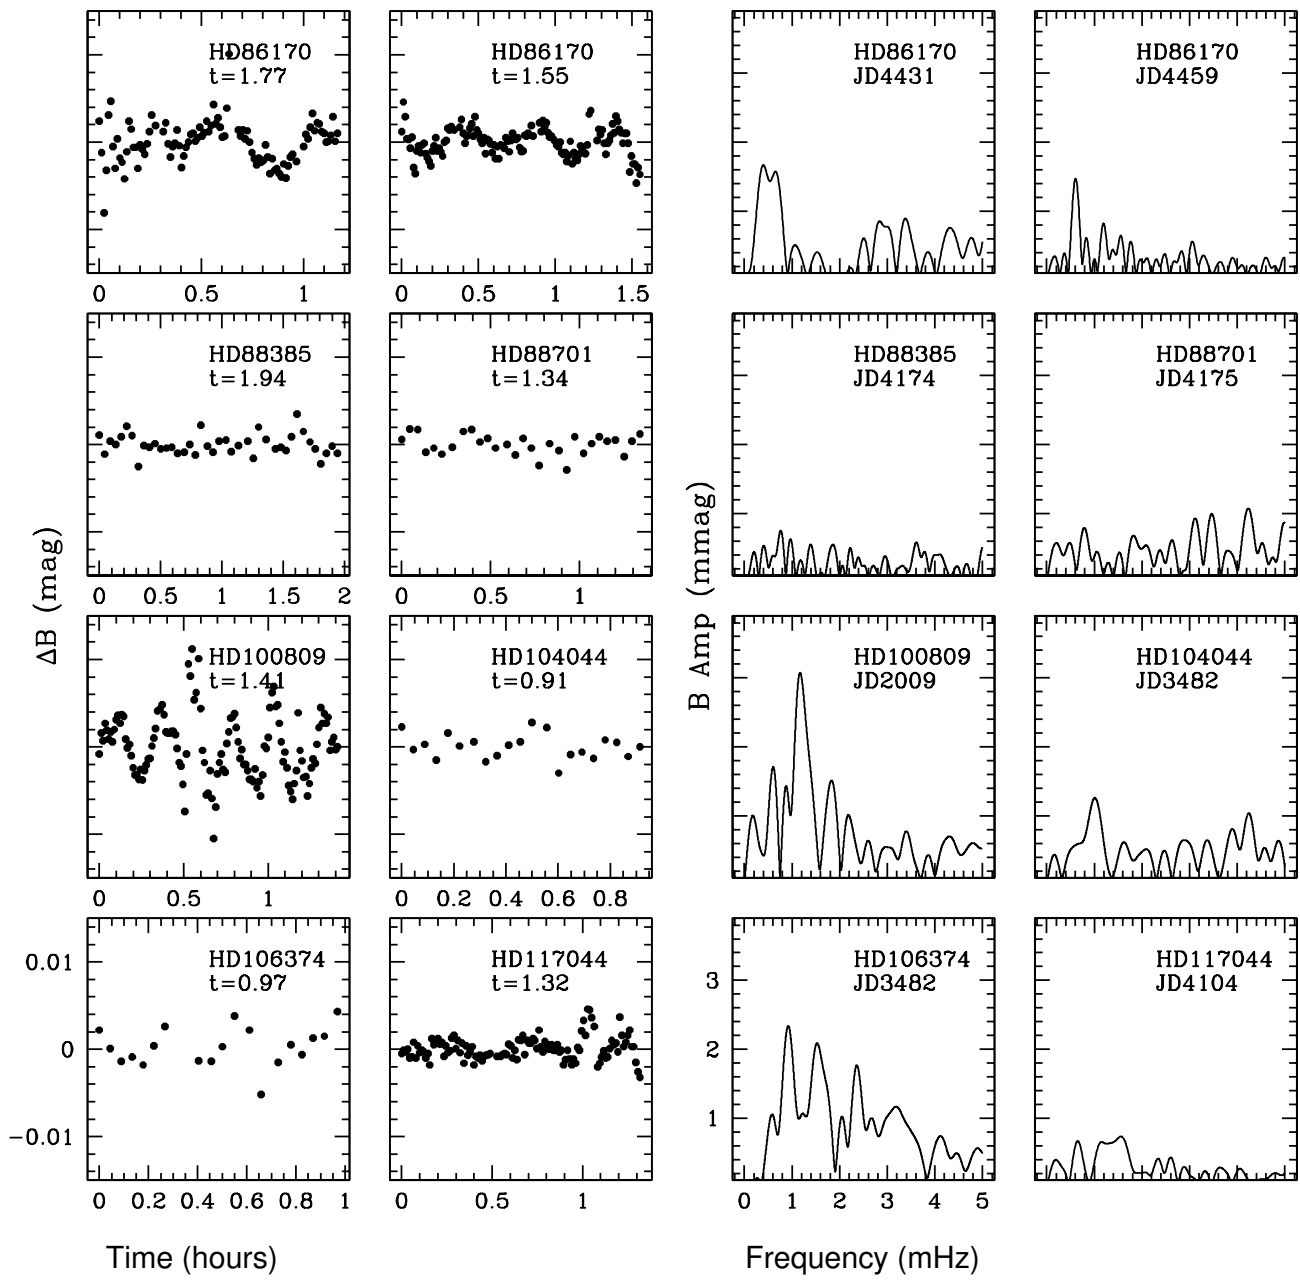 HD86170
t=1.77
HD86170
t=1.55
HD86170
JD4431
HD86170
JD4459
0 0.5 1
0 0.5 1 1.5
HD88385
t=1.94
HD88701
t=1.34
HD88385
JD4174
HD88701
JD4175
0 0.5 1 1.5 2
0 0.5 1
ΔB (mag)
B Amp (mmag)
HD100809
t=1.41
HD104044
t=0.91
HD100809
JD2009
HD104044
JD3482
0.5 1
0 0.2 0.4 0.6 0.8
HD106374
t=0.97
HD117044
t=1.32
HD106374
JD3482
HD117044
JD4104
0.01
0
−0.01
3
2
1
0 0.2 0.4 0.6 0.8 1
0 1
0 1 2 3 4 5
Time (hours)
Frequency (mHz)